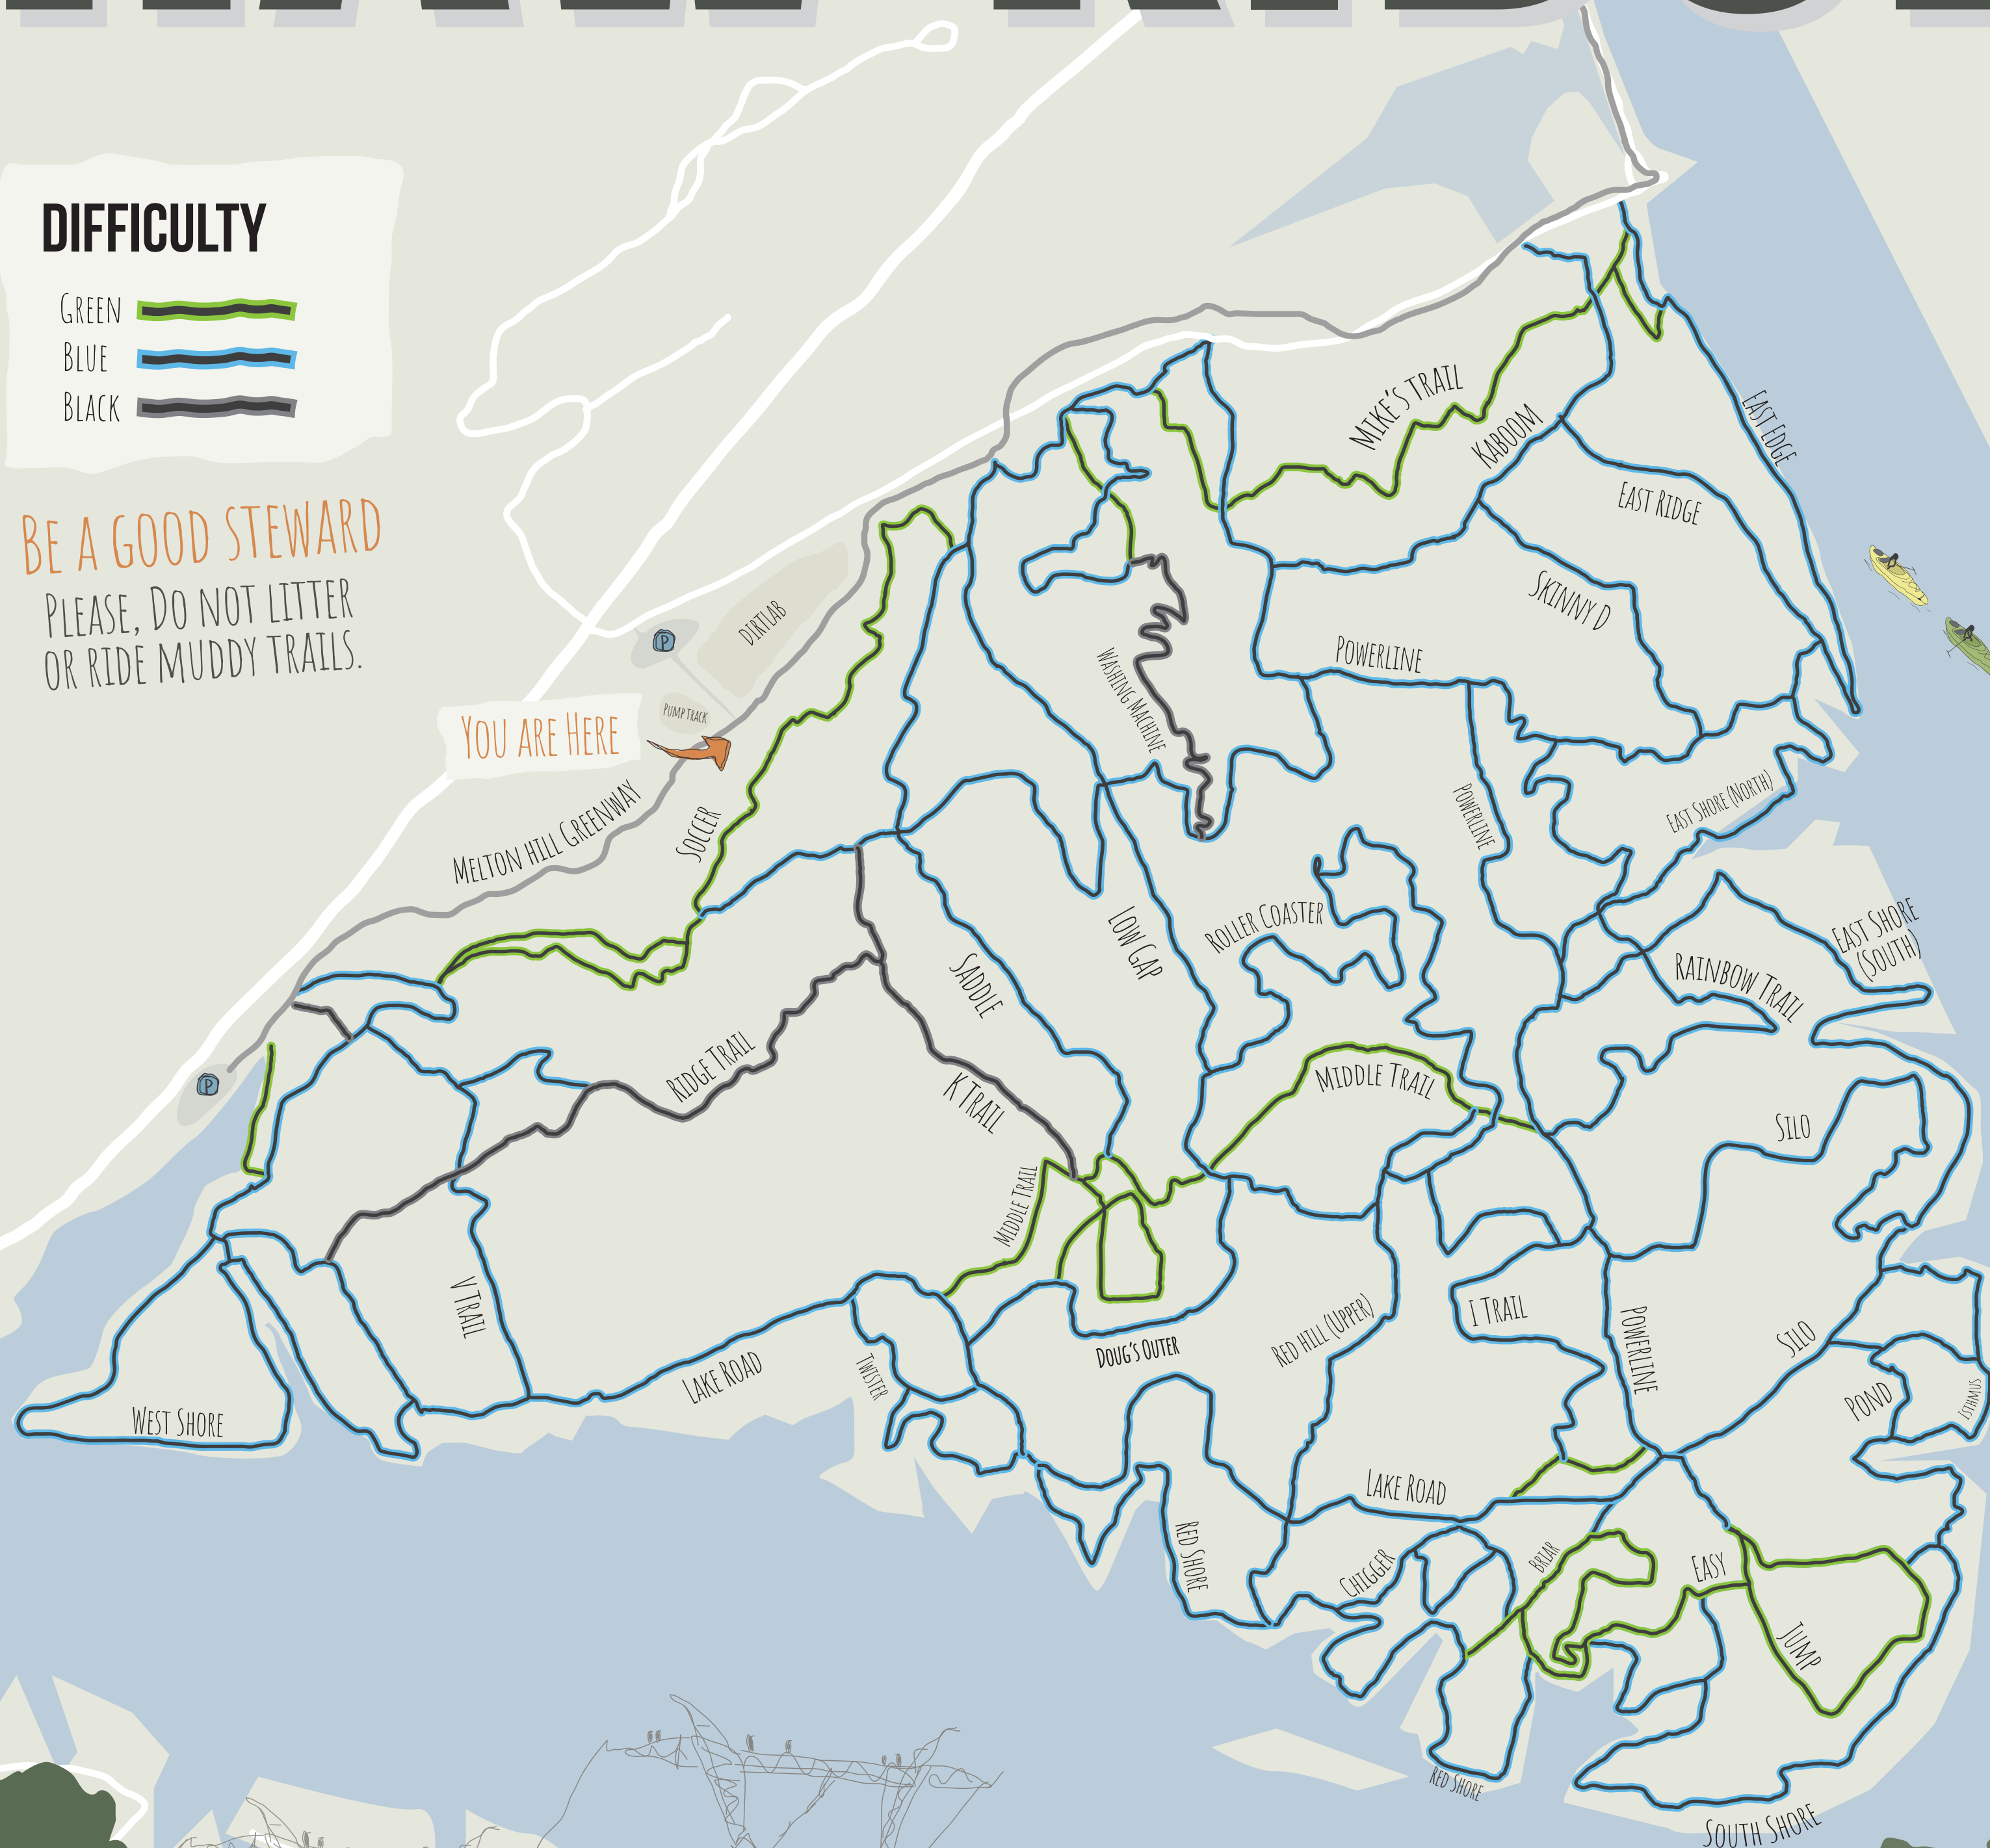 DIFFICULTY
GREEN
BLUE
BLACK
BE A GOOD STEWARD
PLEASE, DO NOT LITTER
OR RIDE MUDDY TRAILS.
P
DIRTLAB
PUMP TRACK
YOU ARE HERE
MELTON HILL GREENWAY
SOCCER
MIKE'S TRAIL
KABOOM
EAST EDGE
EAST RIDGE
SKINNY D
POWERLINE
WASHING MACHINE
POWERLINE
EAST SHORE (NORTH)
LOW GAP
ROLLER COASTER
EAST SHORE
(SOUTH)
RAINBOW TRAIL
SADDLE
RIDGE TRAIL
K TRAIL
MIDDLE TRAIL
SILO
P
MIDDLE TRAIL
V TRAIL
I TRAIL
RED HILL (UPPER)
POWERLINE
SILO
DOUG'S OUTER
LAKE ROAD
TWISTER
POND
ISTHMUS
WEST SHORE
LAKE ROAD
RED SHORE
CHIGGER
BRIAR
EASY
JUMP
RED SHORE
SOUTH SHORE